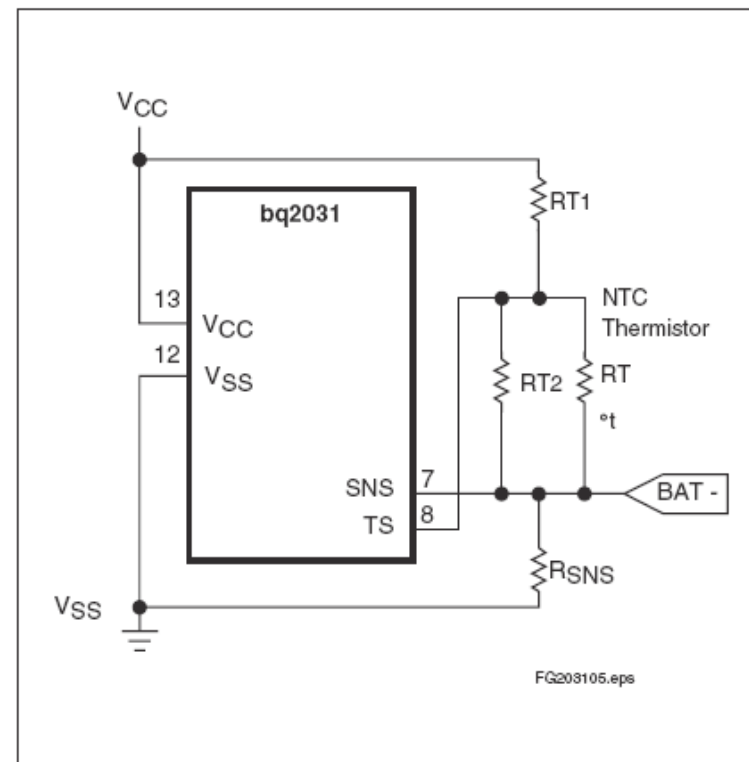 VCC
bq2031
RT1
13
VCC
NTC
Thermistor
12
VSS
RT2
RT
°t
SNS
7
BAT -
TS
8
RSNS
VSS
FG203105.eps